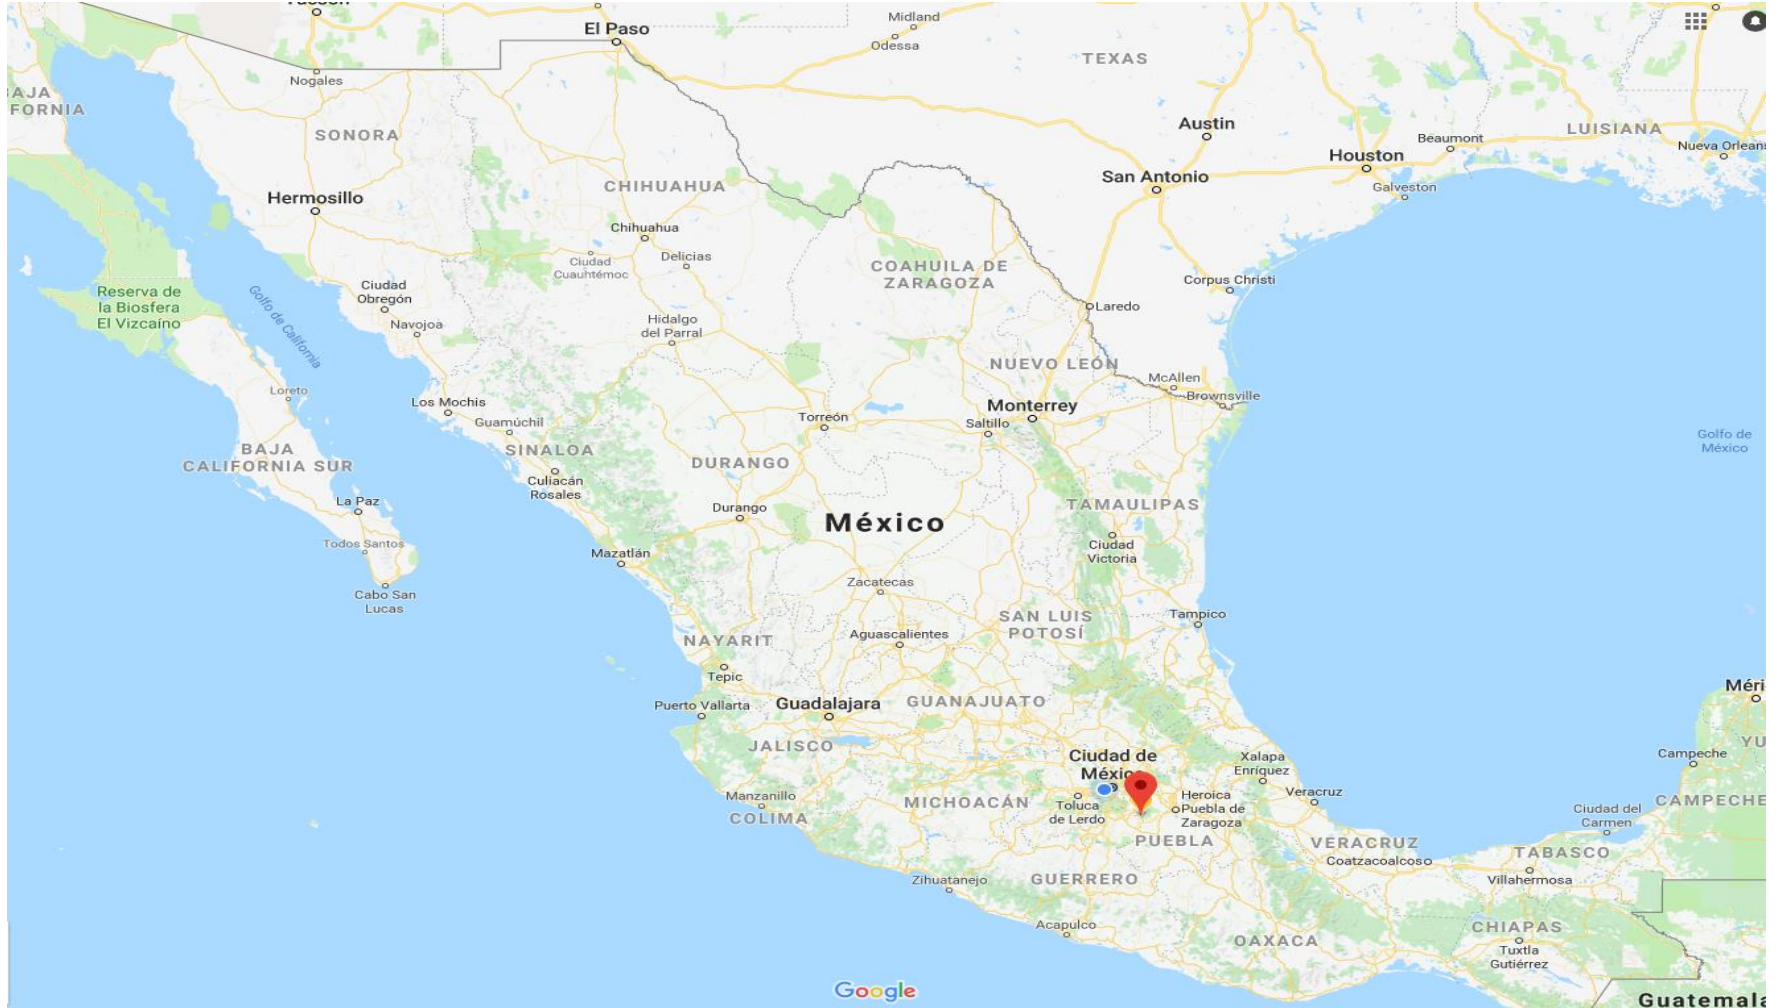 Tucson
El Paso
Midland
Odessa
TEXAS
Nogales
BAJA
FORNIA
SONORA
Austin
LUISIANA
Beaumont
Nueva Orleans
Houston
San Antonio
Galveston
CHIHUAHUA
Hermosillo
Chihuahua
Delicias
Ciudad
Cuauhtémoc
COAHUILA DE
ZARAGOZA
Corpus Christi
Reserva de
la Biosfera
El Vizcaíno
Golfo de California
Ciudad
Obregón
Navojoa
Laredo
Hidalgo
del Parral
NUEVO LEÓN
McAllen
Brownsville
Loreto
Los Mochis
Guamúchil
Torreón
Monterrey
Saltillo
Golfo de
México
BAJA
CALIFORNIA SUR
SINALOA
DURANGO
Culiacán
Rosales
La Paz
Durango
México
TAMAULIPAS
Todos Santos
Mazatlán
Ciudad
Victoria
Cabo San
Lucas
Zacatecas
SAN LUIS
POTOSÍ
Tampico
NAYARIT
Aguascalientes
Tepic
Puerto Vallarta
Guadalajara
GUANAJUATO
Méri
JALISCO
Ciudad de
México
Xalapa
Enríquez
Campeche
YU
Manzanillo
COLIMA
MICHOACÁN
Toluca
de Lerdo
Heroica
Puebla de
Zaragoza
Veracruz
Ciudad del
Carmen
CAMPECHE
PUEBLA
VERACRUZ
Coatzacoalcos
TABASCO
Villahermosa
Zihuatanejo
GUERRERO
Acapulco
OAXACA
CHIAPAS
Tuxtla
Gutiérrez
Google
Guatemala